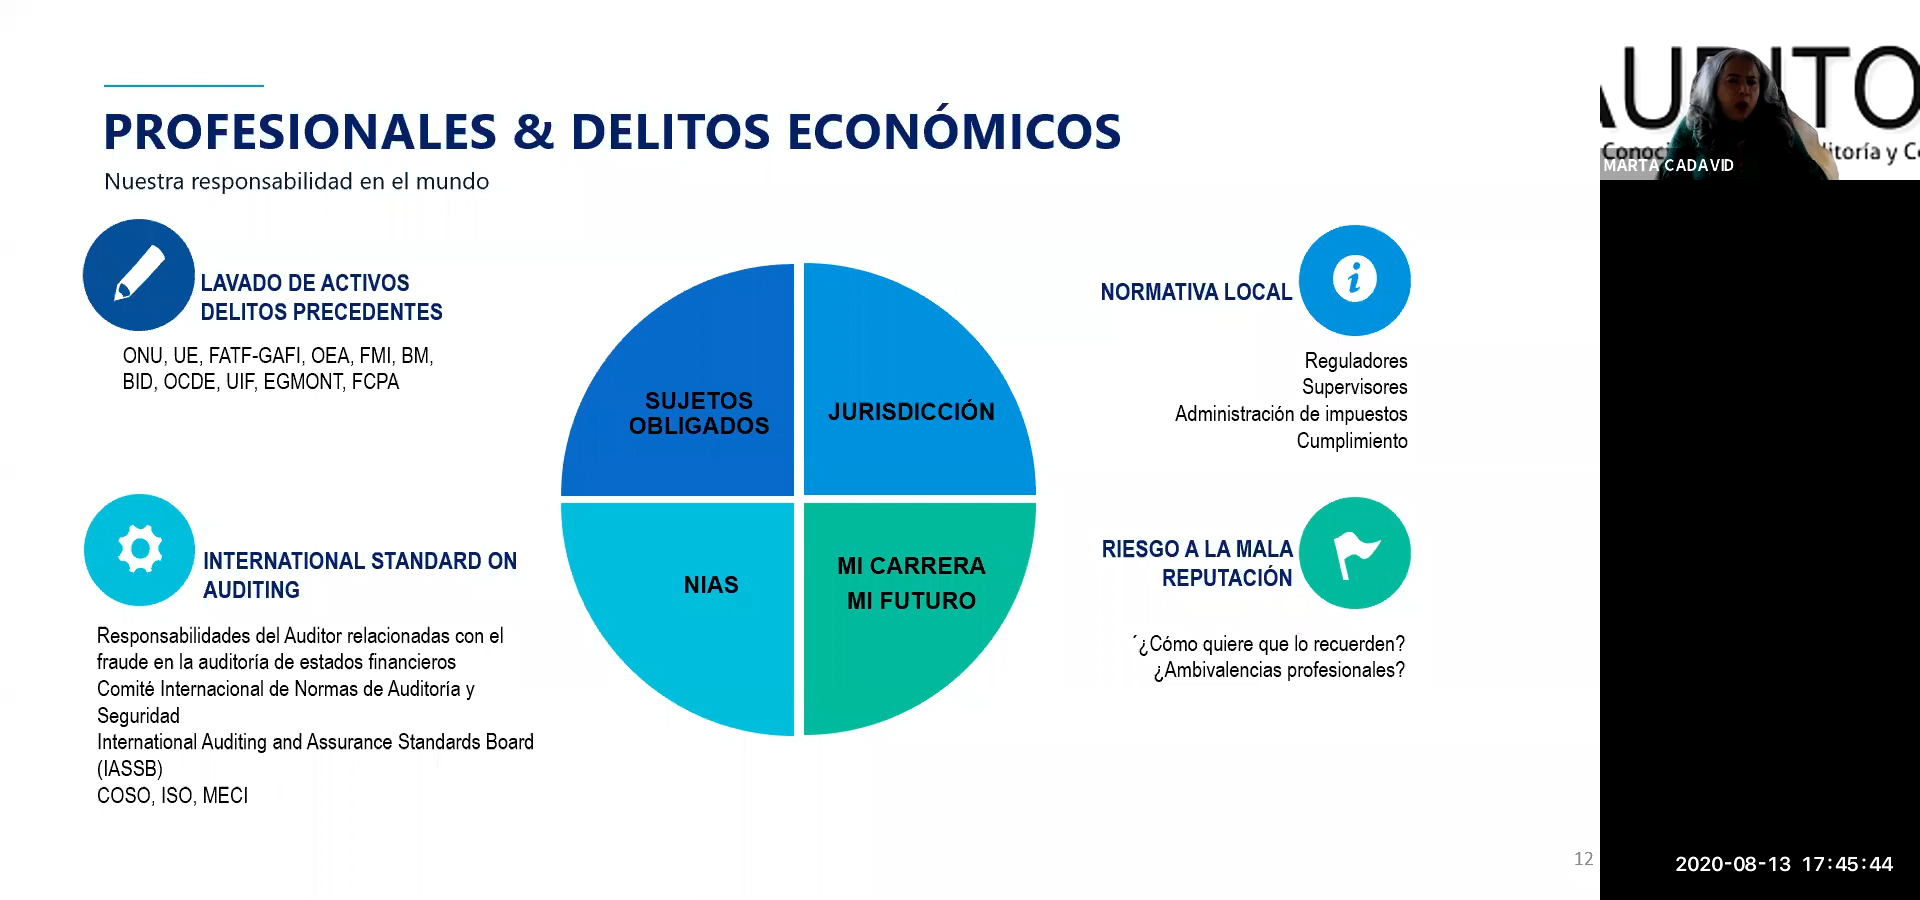 PROFESIONALES & DELITOS ECONÓMICOS
Nuestra responsabilidad en el mundo
LAVADO DE ACTIVOS
DELITOS PRECEDENTES
ONU, UE, FATF-GAFI, OEA, FMI, BM,
BID, OCDE, UIF, EGMONT, FCPA
INTERNATIONAL STANDARD ON
AUDITING
Responsabilidades del Auditor relacionadas con el
fraude en la auditoría de estados financieros
Comité Internacional de Normas de Auditoría y
Seguridad
International Auditing and Assurance Standards Board
(IASSB)
COSO, ISO, MECI
SUJETOS
OBLIGADOS
JURISDICCIÓN
NIAS
MI CARRERA
MI FUTURO
NORMATIVA LOCAL
i
Reguladores
Supervisores
Administración de impuestos
Cumplimiento
RIESGO A LA MALA
REPUTACIÓN
´¿Cómo quiere que lo recuerden?
¿Ambivalencias profesionales?
12
MARTA CADAVID
2020-08-13 17:45:44